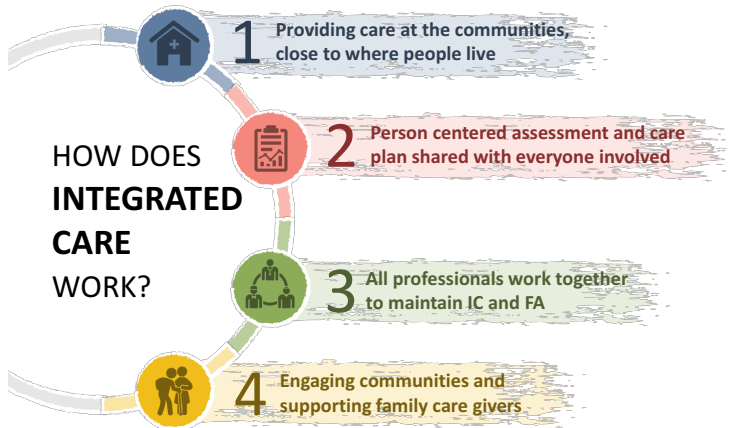 HOW DOES
INTEGRATED
CARE
WORK?
1 Providing care at the communities,
close to where people live
2 Person centered assessment and care
plan shared with everyone involved
3 All professionals work together
to maintain IC and FA
4 Engaging communities and
supporting family care givers